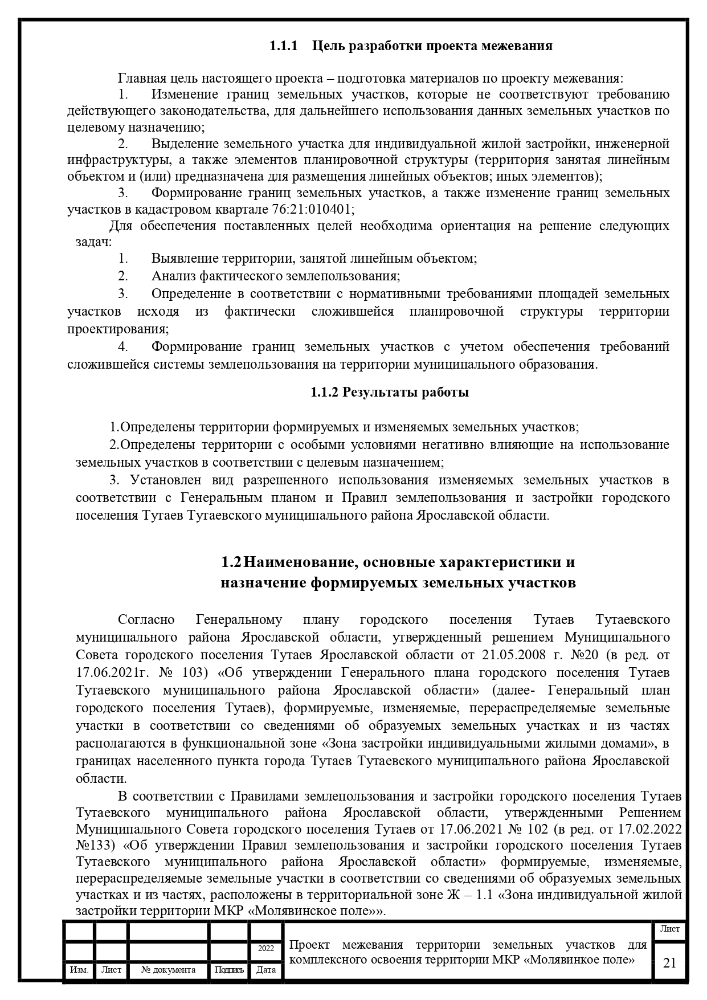 1.1.1 Цель разработки проекта межевания
Главная цель настоящего проекта – подготовка материалов по проекту межевания:
1. Изменение границ земельных участков, которые не соответствуют требованию
действующего законодательства, для дальнейшего использования данных земельных участков по
целевому назначению;
2. Выделение земельного участка для индивидуальной жилой застройки, инженерной
инфраструктуры, а также элементов планировочной структуры (территория занятая линейным
объектом и (или) предназначена для размещения линейных объектов; иных элементов);
3. Формирование границ земельных участков, а также изменение границ земельных
участков в кадастровом квартале 76:21:010401;
Для обеспечения поставленных целей необходима ориентация на решение следующих
задач:
1. Выявление территории, занятой линейным объектом;
2. Анализ фактического землепользования;
3. Определение в соответствии с нормативными требованиями площадей земельных
участков исходя из фактически сложившейся планировочной структуры территории
проектирования;
4. Формирование границ земельных участков с учетом обеспечения требований
сложившейся системы землепользования на территории муниципального образования.
1.1.2 Результаты работы
1.Определены территории формируемых и изменяемых земельных участков;
2.Определены территории с особыми условиями негативно влияющие на использование
земельных участков в соответствии с целевым назначением;
3. Установлен вид разрешенного использования изменяемых земельных участков в
соответствии с Генеральным планом и Правил землепользования и застройки городского
поселения Тутаев Тутаевского муниципального района Ярославской области.
1.2 Наименование, основные характеристики и
назначение формируемых земельных участков
Согласно Генеральному плану городского поселения Тутаев Тутаевского
муниципального района Ярославской области, утвержденный решением Муниципального
Совета городского поселения Тутаев Ярославской области от 21.05.2008 г. №20 (в ред. от
17.06.2021г. № 103) «Об утверждении Генерального плана городского поселения Тутаев
Тутаевского муниципального района Ярославской области» (далее- Генеральный план
городского поселения Тутаев), формируемые, изменяемые, перераспределяемые земельные
участки в соответствии со сведениями об образуемых земельных участках и из частях
располагаются в функциональной зоне «Зона застройки индивидуальными жилыми домами», в
границах населенного пункта города Тутаев Тутаевского муниципального района Ярославской
области.
В соответствии с Правилами землепользования и застройки городского поселения Тутаев
Тутаевского муниципального района Ярославской области, утвержденными Решением
Муниципального Совета городского поселения Тутаев от 17.06.2021 № 102 (в ред. от 17.02.2022
№133) «Об утверждении Правил землепользования и застройки городского поселения Тутаев
Тутаевского муниципального района Ярославской области» формируемые, изменяемые,
перераспределяемые земельные участки в соответствии со сведениями об образуемых земельных
участках и из частях, расположены в территориальной зоне Ж – 1.1 «Зона индивидуальной жилой
застройки территории МКР «Молявинское поле»».
2022
Изм. Лист № документа Подпись Дата
Проект межевания территории земельных участков для
комплексного освоения территории МКР «Молявинкое поле»
Лист
21